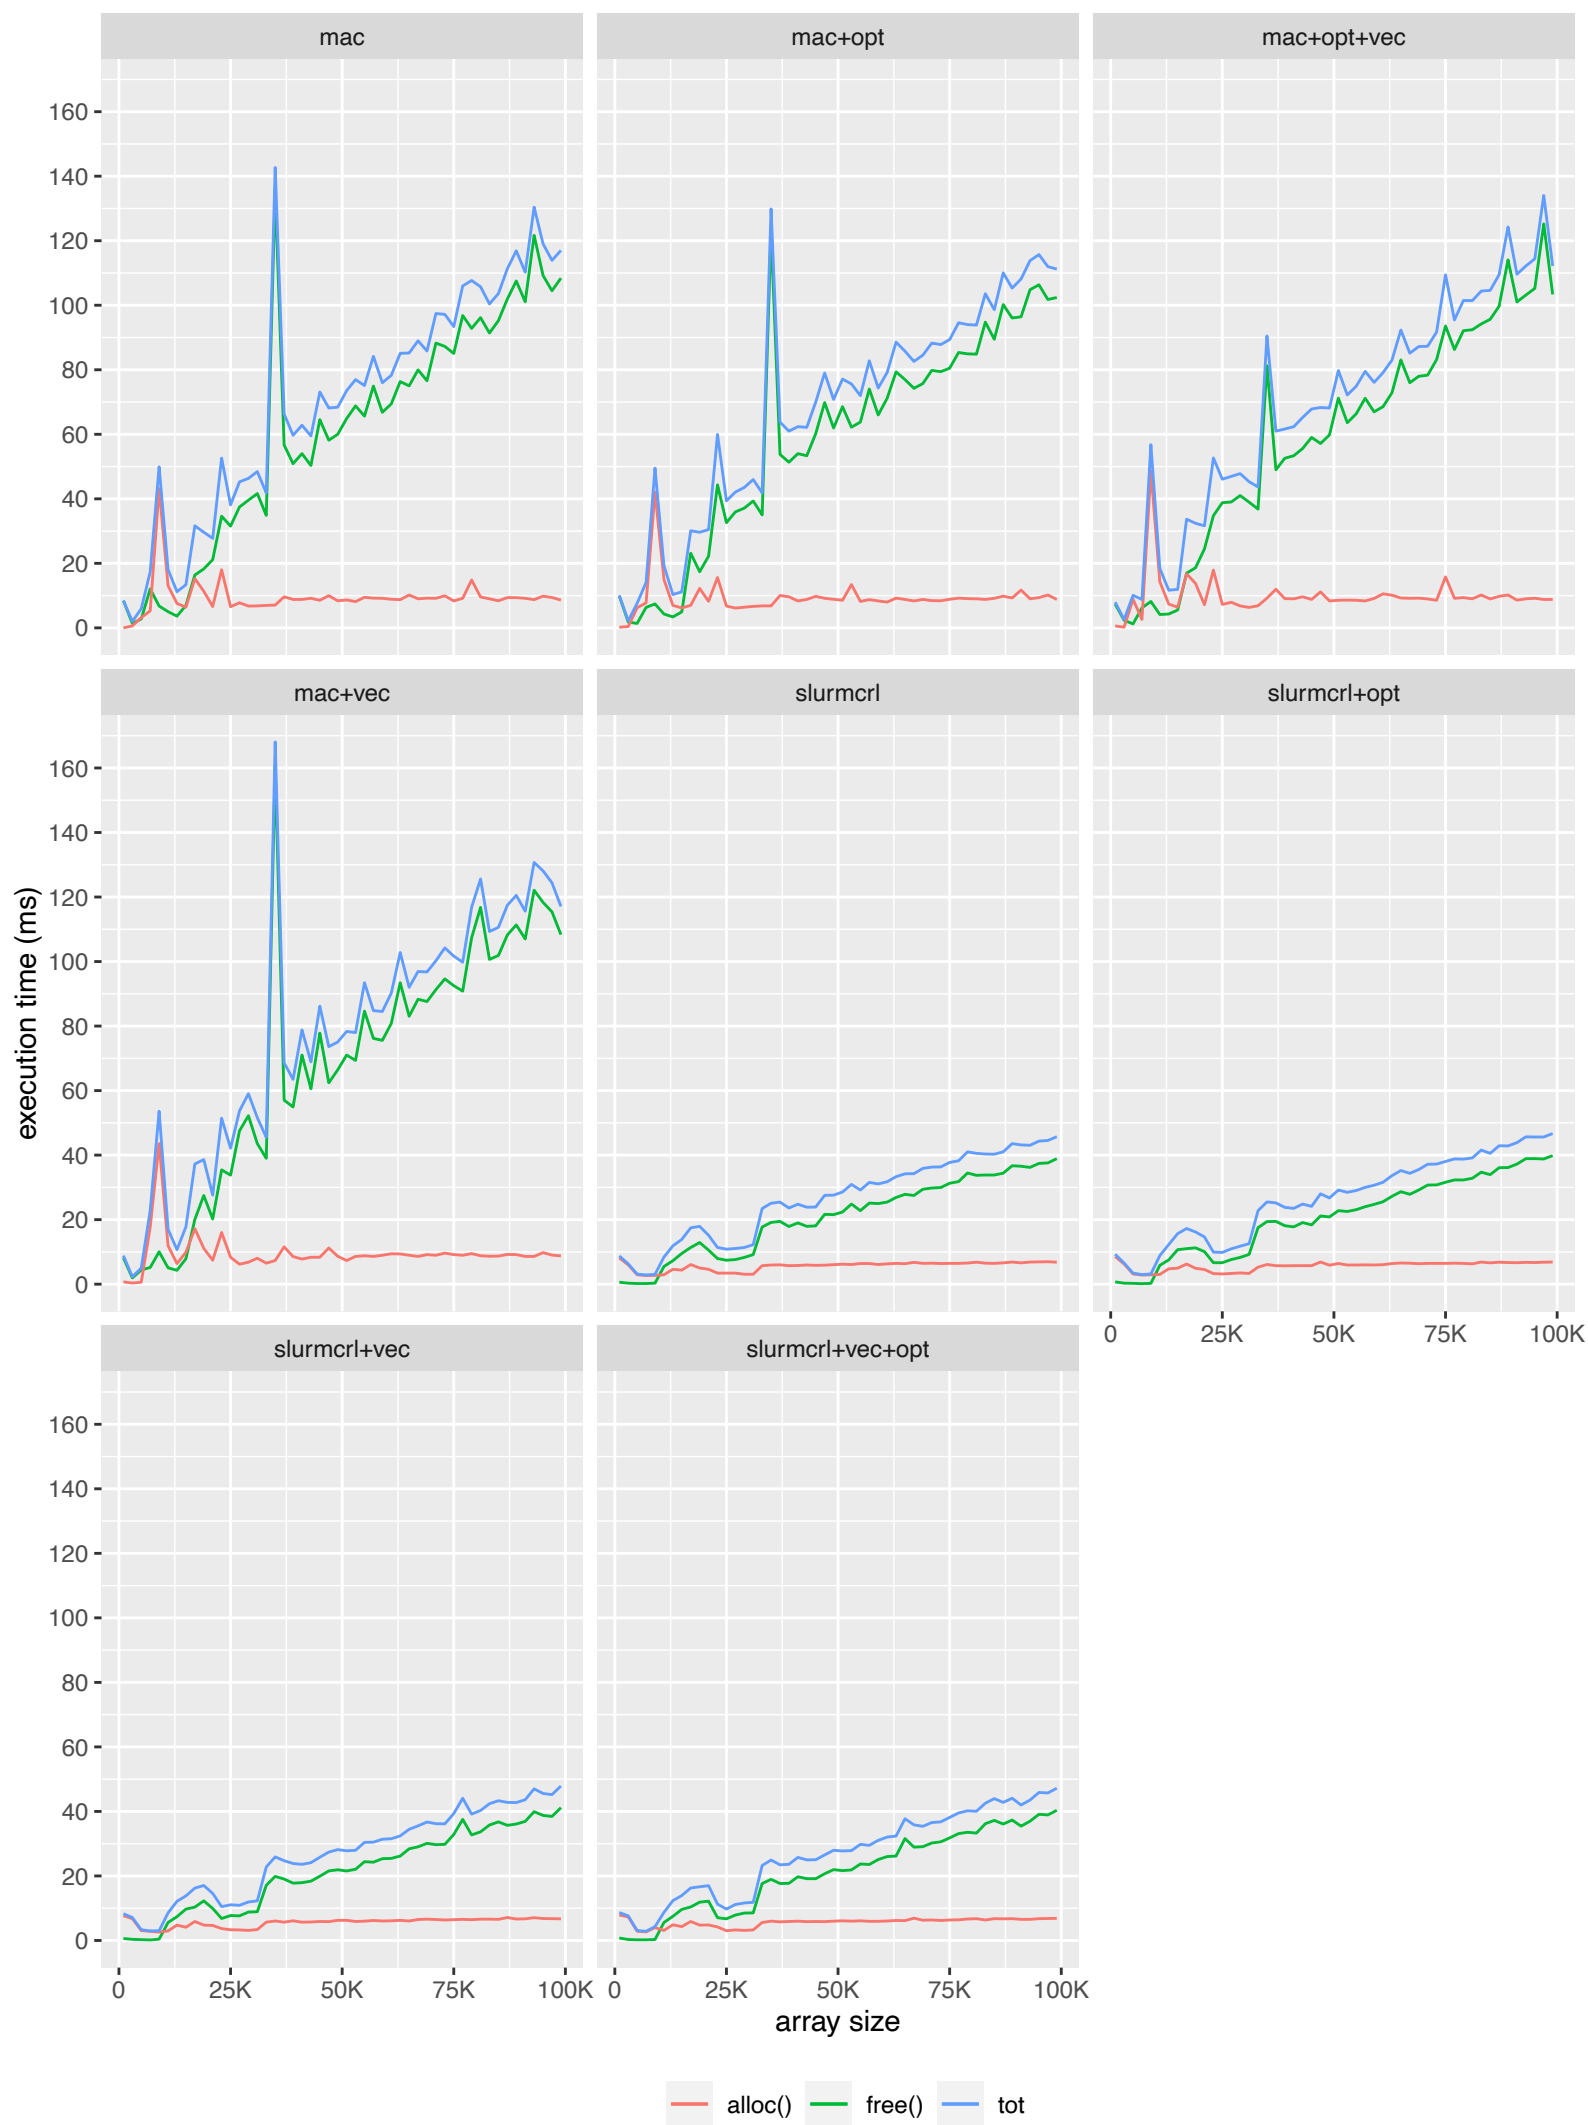 mac
mac+opt
mac+opt+vec
160
140
120
100
80
60
40
20
0
mac+vec
slurmcrl
slurmcrl+opt
160
140
120
100
80
60
40
20
0
0 25K 50K 75K 100K
slurmcrl+vec
slurmcrl+vec+opt
160
140
120
100
80
60
40
20
0
0 25K 50K 75K 100K
0 25K 50K 75K 100K
execution time (ms)
array size
alloc() free() tot